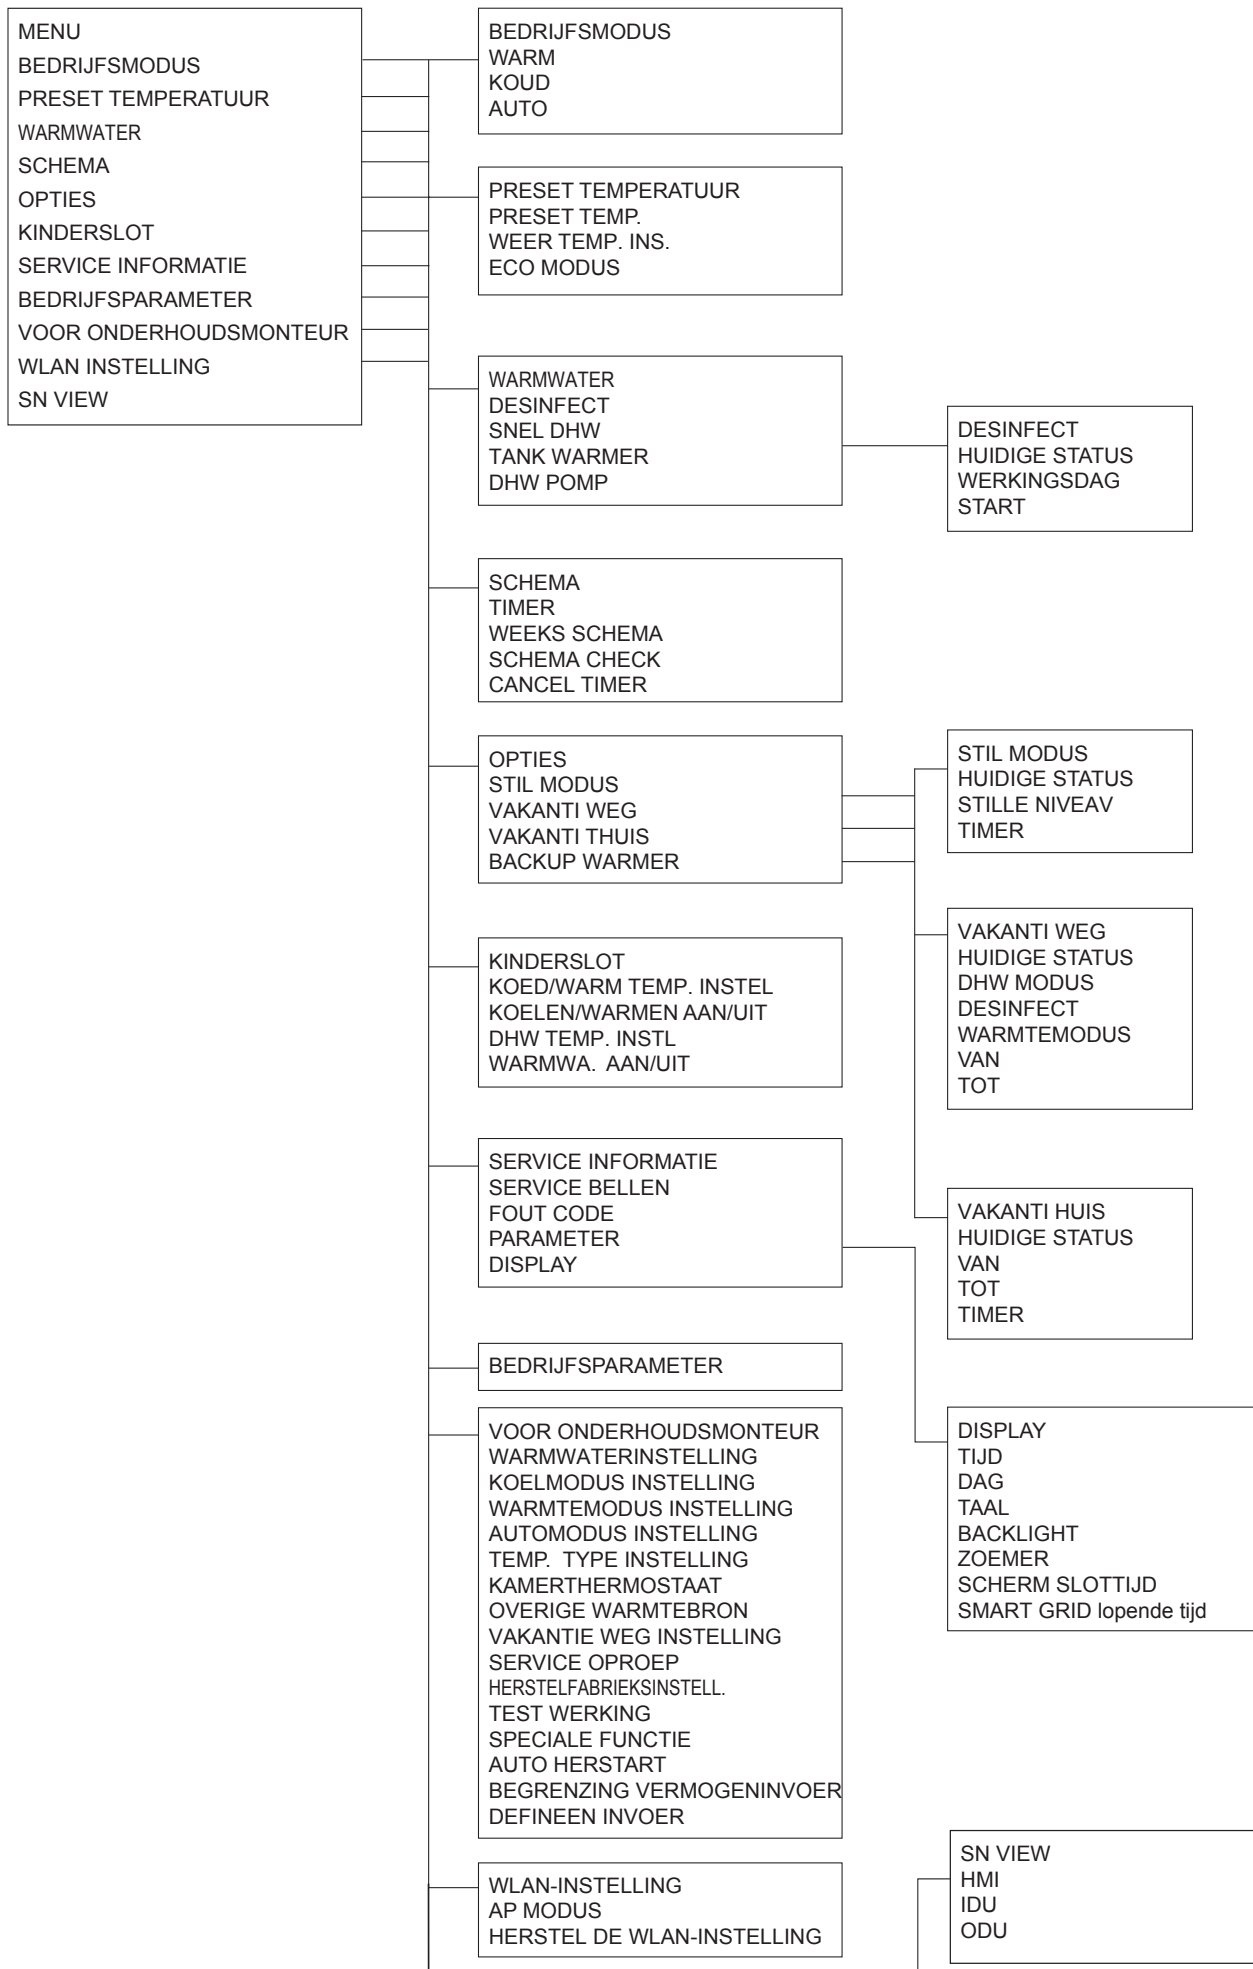 MENU
BEDRIJFSMODUS
PRESET TEMPERATUUR
WARMWATER
SCHEMA
OPTIES
KINDERSLOT
SERVICE INFORMATIE
BEDRIJFSPARAMETER
VOOR ONDERHOUDSMONTEUR
WLAN INSTELLING
SN VIEW
BEDRIJFSMODUS
WARM
KOUD
AUTO
PRESET TEMPERATUUR
PRESET TEMP.
WEER TEMP. INS.
ECO MODUS
WARMWATER
DESINFECT
SNEL DHW
TANK WARMER
DHW POMP
DESINFECT
HUIDIGE STATUS
WERKINGSDAG
START
SCHEMA
TIMER
WEEKS SCHEMA
SCHEMA CHECK
CANCEL TIMER
OPTIES
STIL MODUS
VAKANTI WEG
VAKANTI THUIS
BACKUP WARMER
STIL MODUS
HUIDIGE STATUS
STILLE NIVEAV
TIMER
VAKANTI WEG
HUIDIGE STATUS
DHW MODUS
DESINFECT
WARMTEMODUS
VAN
TOT
VAKANTI HUIS
HUIDIGE STATUS
VAN
TOT
TIMER
KINDERSLOT
KOED/WARM TEMP. INSTEL
KOELEN/WARMEN AAN/UIT
DHW TEMP. INSTL
WARMWA. AAN/UIT
SERVICE INFORMATIE
SERVICE BELLEN
FOUT CODE
PARAMETER
DISPLAY
DISPLAY
TIJD
DAG
TAAL
BACKLIGHT
ZOEMER
SCHERM SLOTTIJD
SMART GRID lopende tijd
BEDRIJFSPARAMETER
VOOR ONDERHOUDSMONTEUR
WARMWATERINSTELLING
KOELMODUS INSTELLING
WARMTEMODUS INSTELLING
AUTOMODUS INSTELLING
TEMP. TYPE INSTELLING
KAMERTHERMOSTAAT
OVERIGE WARMTEBRON
VAKANTIE WEG INSTELLING
SERVICE OPROEP
HERSTELFABRIEKSINSTELL.
TEST WERKING
SPECIALE FUNCTIE
AUTO HERSTART
BEGRENZING VERMOGENINVOER
DEFINEEN INVOER
WLAN-INSTELLING
AP MODUS
HERSTEL DE WLAN-INSTELLING
SN VIEW
HMI
IDU
ODU